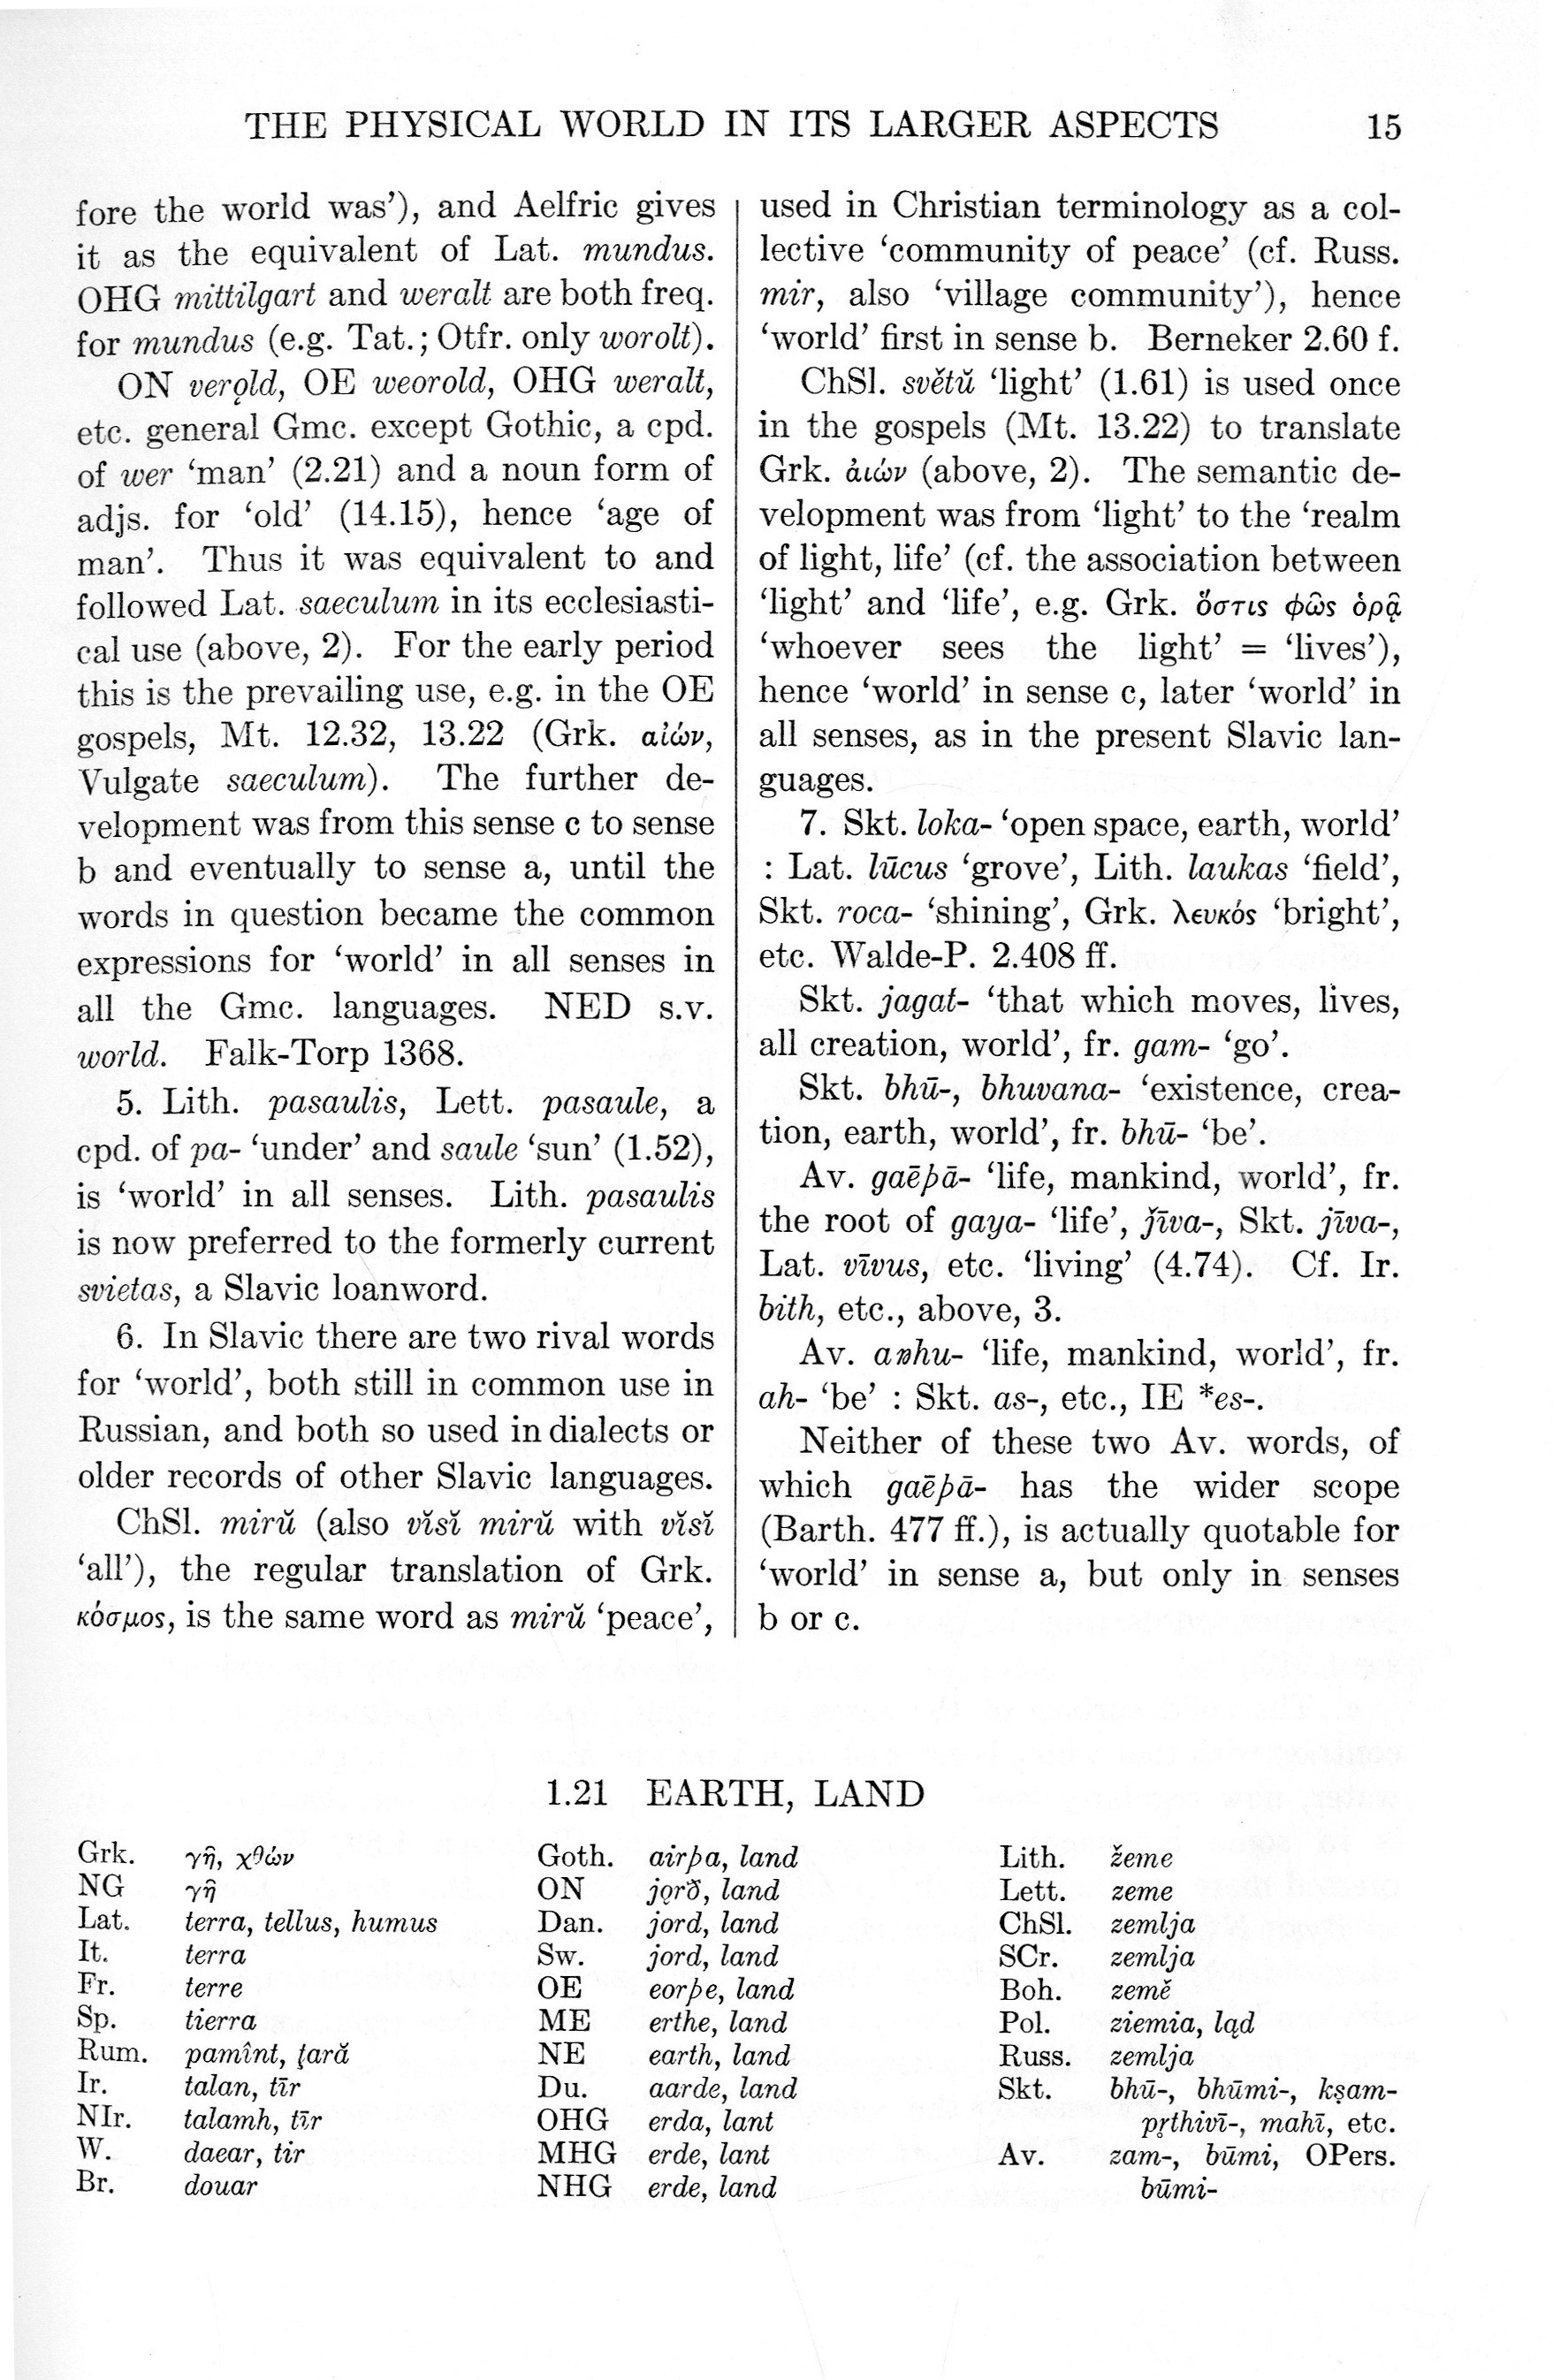 THE PHYSICAL WORLD IN ITS LARGER ASPECTS 15
fore the world was’), and Aelfric gives
it as the equivalent of Lat. mundus.
OHG mittilgart and weralt are both freq.
for mundus (e.g. Tat.; Otfr. only worolt).
ON verǫld, OE weorold, OHG weralt,
etc. general Gmc. except Gothic, a cpd.
of wer ‘man’ (2.21) and a noun form of
adjs. for ‘old’ (14.15), hence ‘age of
man’. Thus it was equivalent to and
followed Lat. saeculum in its ecclesiasti-
cal use (above, 2). For the early period
this is the prevailing use, e.g. in the OE
gospels, Mt. 12.32, 13.22 (Grk. αἰών,
Vulgate saeculum). The further de-
velopment was from this sense c to sense
b and eventually to sense a, until the
words in question became the common
expressions for ‘world’ in all senses in
all the Gmc. languages. NED s.v.
world. Falk-Torp 1368.
5. Lith. pasaulis, Lett. pasaule, a
cpd. of pa- ‘under’ and saule ‘sun’ (1.52),
is ‘world’ in all senses. Lith. pasaulis
is now preferred to the formerly current
svietas, a Slavic loanword.
6. In Slavic there are two rival words
for ‘world’, both still in common use in
Russian, and both so used in dialects or
older records of other Slavic languages.
ChSl. mirŭ (also vĭsĭ mirŭ with vĭsĭ
‘all’), the regular translation of Grk.
κόσμος, is the same word as mirŭ ‘peace’,
used in Christian terminology as a col-
lective ‘community of peace’ (cf. Russ.
mir, also ‘village community’), hence
‘world’ first in sense b. Berneker 2.60 f.
ChSl. světŭ ‘light’ (1.61) is used once
in the gospels (Mt. 13.22) to translate
Grk. ἀιών (above, 2). The semantic de-
velopment was from ‘light’ to the ‘realm
of light, life’ (cf. the association between
‘light’ and ‘life’, e.g. Grk. ὅστις φῶς ὁρᾷ
‘whoever sees the light’ = ‘lives’),
hence ‘world’ in sense c, later ‘world’ in
all senses, as in the present Slavic lan-
guages.
7. Skt. loka- ‘open space, earth, world’
: Lat. lūcus ‘grove’, Lith. laukas ‘field’,
Skt. roca- ‘shining’, Grk. λευκός ‘bright’,
etc. Walde-P. 2.408 ff.
Skt. jagat- ‘that which moves, lives,
all creation, world’, fr. gam- ‘go’.
Skt. bhū-, bhuvana- ‘existence, crea-
tion, earth, world’, fr. bhū- ‘be’.
Av. gaēþā- ‘life, mankind, world’, fr.
the root of gaya- ‘life’, ǰīva-, Skt. jīva-,
Lat. vīvus, etc. ‘living’ (4.74). Cf. Ir.
bith, etc., above, 3.
Av. aŋhu- ‘life, mankind, world’, fr.
ah- ‘be’ : Skt. as-, etc., IE *es-.
Neither of these two Av. words, of
which gaēþā- has the wider scope
(Barth. 477 ff.), is actually quotable for
‘world’ in sense a, but only in senses
b or c.
1.21 EARTH, LAND
Grk. γῆ, χθών
NG γῆ
Lat. terra, tellus, humus
It. terra
Fr. terre
Sp. tierra
Rum. pamînt, ţară
Ir. talan, tīr
NIr. talamh, tīr
W. daear, tir
Br. douar
Goth. airþa, land
ON jǫrð, land
Dan. jord, land
Sw. jord, land
OE eorþe, land
ME erthe, land
NE earth, land
Du. aarde, land
OHG erda, lant
MHG erde, lant
NHG erde, land
Lith. žeme
Lett. zeme
ChSl. zemlja
SCr. zemlja
Boh. země
Pol. ziemia, ląd
Russ. zemlja
Skt. bhū-, bhūmi-, kṣam-
pṛthivī-, mahī, etc.
Av. zam-, būmi, OPers.
būmi-